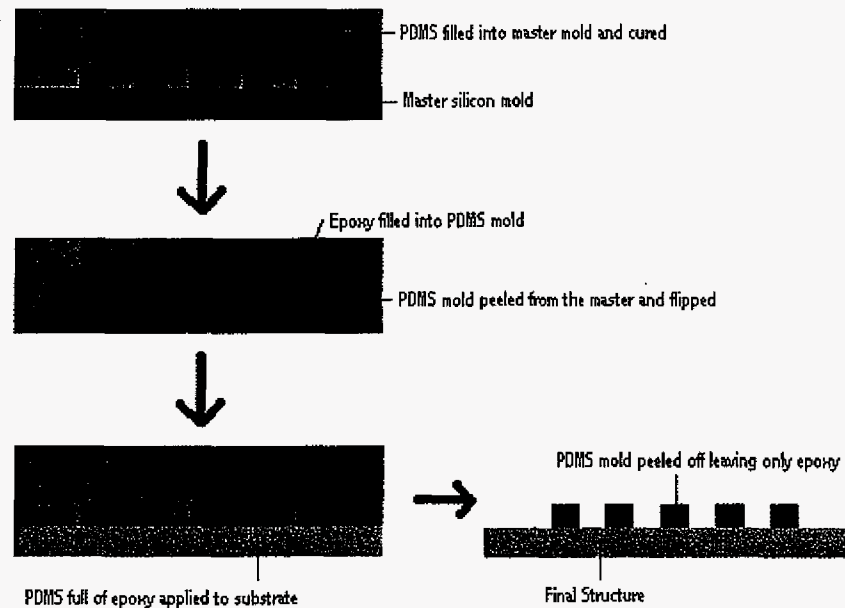 PDMS filled into master mold and cured
Master silicon mold
Epoxy filled into PDMS mold
PDMS mold peeled from the master and flipped
PDMS mold peeled off leaving only epoxy
PDMS full of epoxy applied to substrate
Final Structure